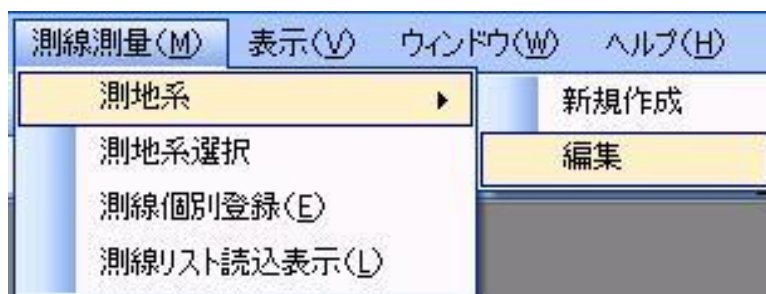 測線測量(M) 表示(V) ウィンドウ(W) ヘルプ(H)
測地系 新規作成
測地系選択 編集
測線個別登録(E)
測線リスト読込表示(L)